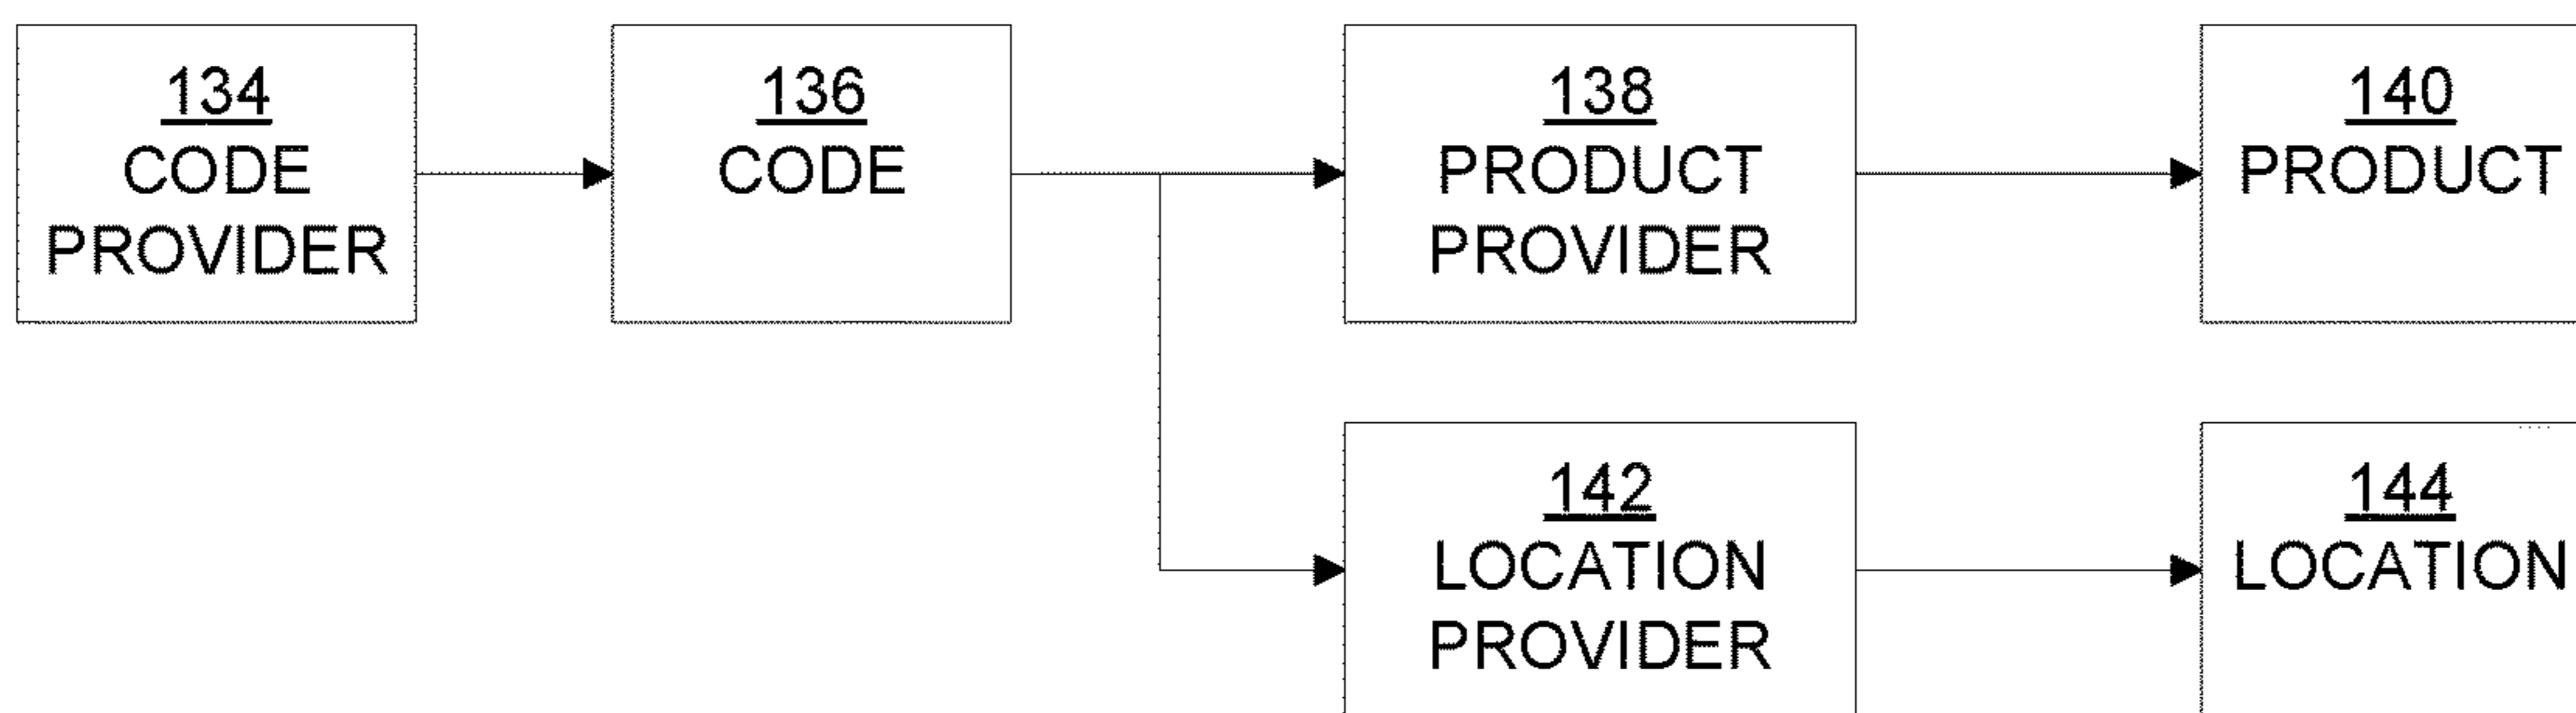 134
CODE
PROVIDER
136
CODE
138
PRODUCT
PROVIDER
140
PRODUCT
142
LOCATION
PROVIDER
144
LOCATION